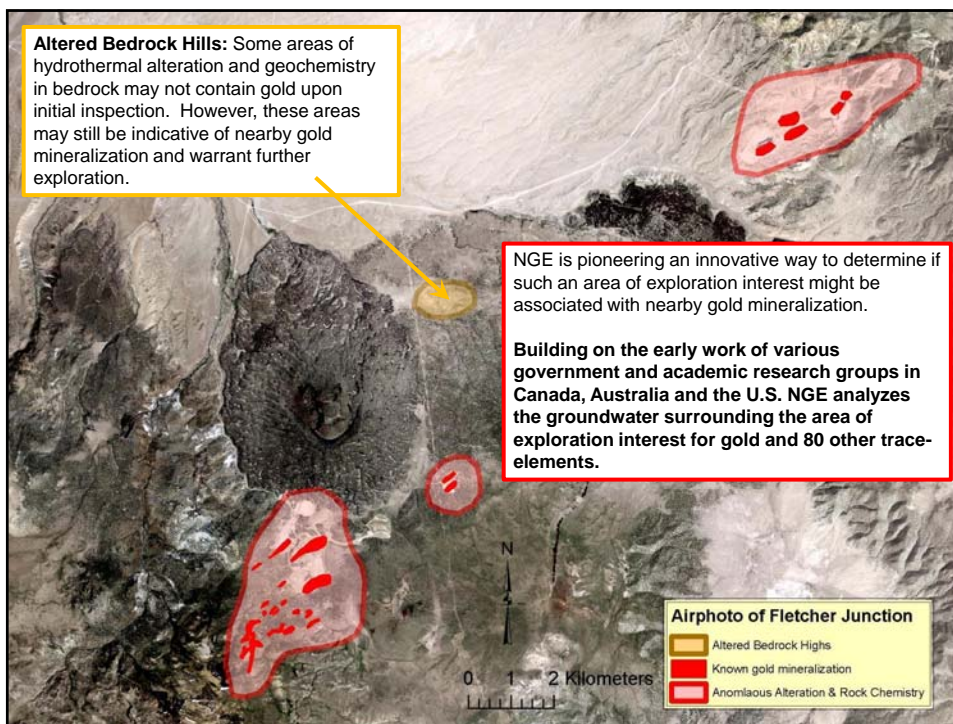 Altered Bedrock Hills: Some areas of
hydrothermal alteration and geochemistry
in bedrock may not contain gold upon
initial inspection. However, these areas
may still be indicative of nearby gold
mineralization and warrant further
exploration.
NGE is pioneering an innovative way to determine if
such an area of exploration interest might be
associated with nearby gold mineralization.
Building on the early work of various
government and academic research groups in
Canada, Australia and the U.S. NGE analyzes
the groundwater surrounding the area of
exploration interest for gold and 80 other trace-
elements.
N
0 1 2 Kilometers
Airphoto of Fletcher Junction
Altered Bedrock Highs
Known gold mineralization
Anomlaous Alteration & Rock Chemistry